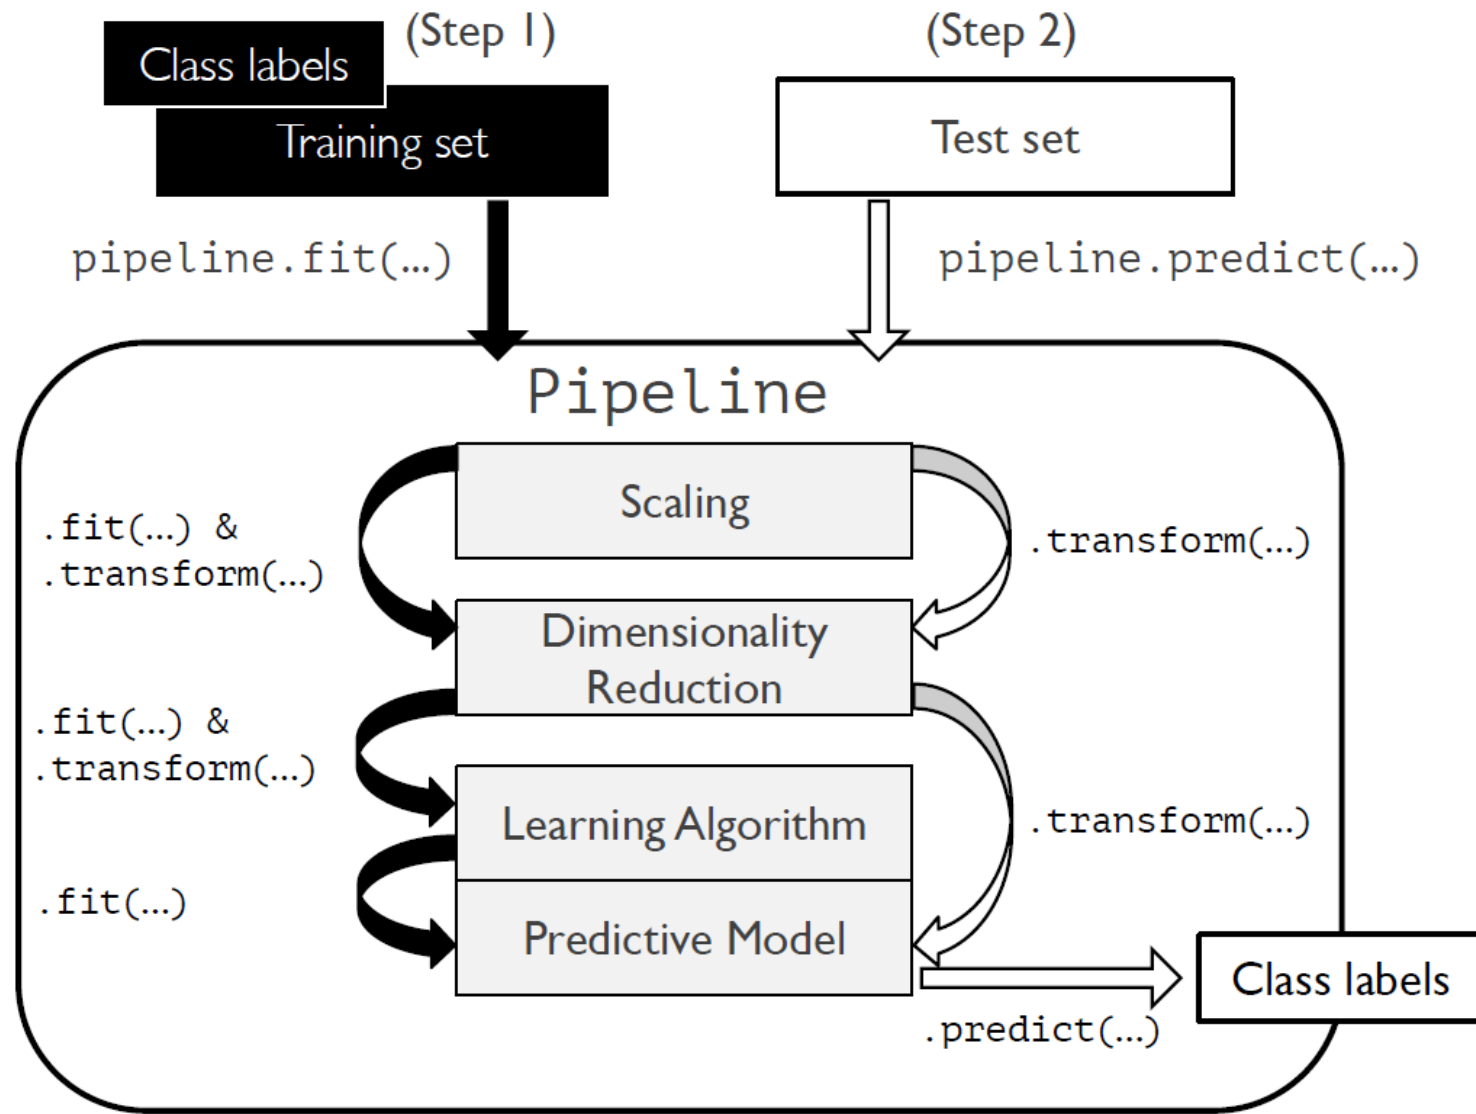 (Step 1)
Class labels
Training set
pipeline.fit(...)
(Step 2)
Test set
pipeline.predict(...)
Pipeline
Scaling
.fit(...) &
.transform(...)
.transform(...)
Dimensionality
Reduction
.fit(...) &
.transform(...)
Learning Algorithm
.transform(...)
.fit(...)
Predictive Model
Class labels
.predict(...)